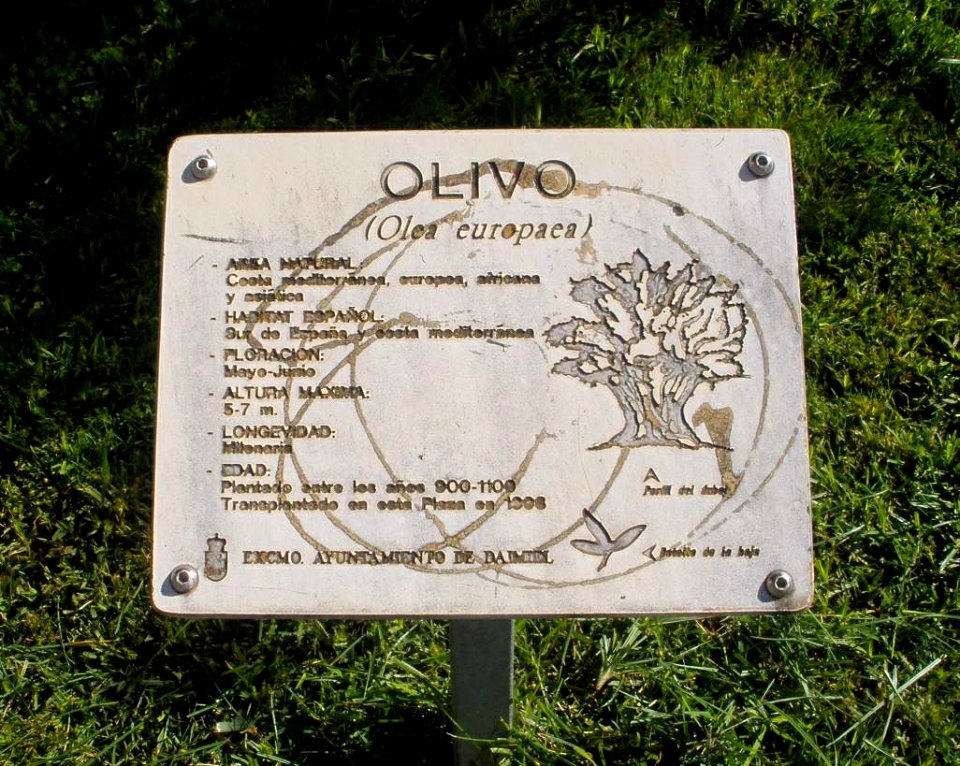 OLIVO
(Olea europaea)
- AREA NATURAL
Costa mediterránea, europea, africana
y asiática
- HABITAT ESPAÑOL:
Sur de España y costa mediterránea
- FLORACION:
Mayo-Junio
- ALTURA MAXIMA:
5-7 m.
- LONGEVIDAD:
Milenaria
- EDAD:
Plantado entre los años 900-1100
Transplantado en esta Plaza en
Perfil del árbol
Detalle de la hoja
EXCMO. AYUNTAMIENTO DE DAIMIEL